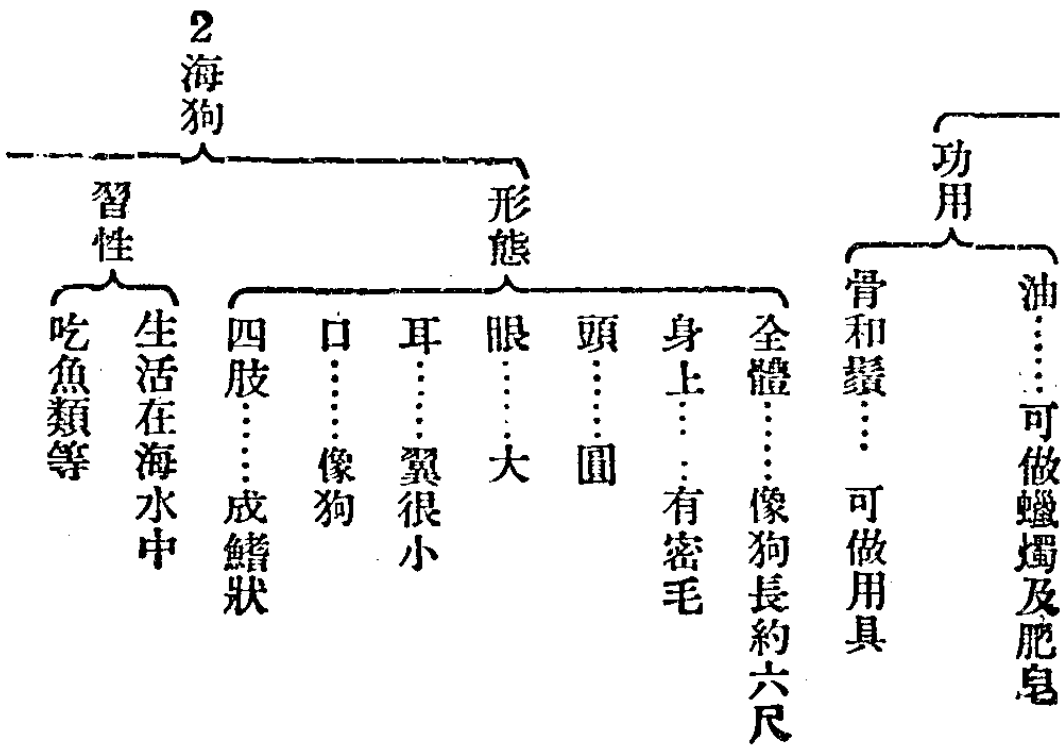 功用
油……可做蠟燭及肥皂
骨和鬚……可做用具
2海狗
形態
全體……像狗長約六尺
身上……有密毛
頭……圓
眼……大
耳……翼很小
口……像狗
四肢……成鰭狀
習性
生活在海水中
吃魚類等